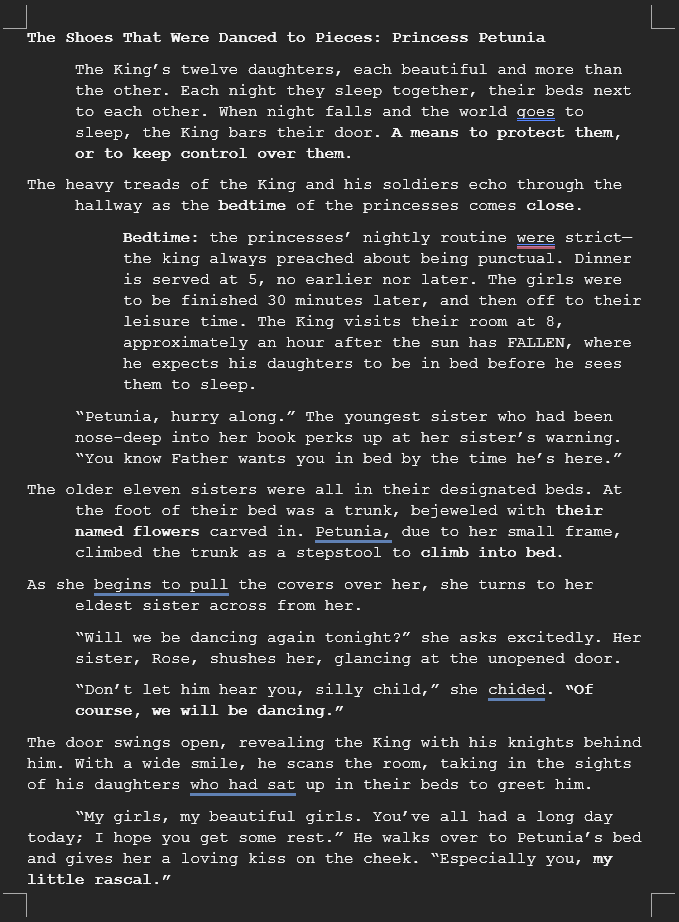 The Shoes That Were Danced to Pieces: Princess Petunia
The King’s twelve daughters, each beautiful and more than
the other. Each night they sleep together, their beds next
to each other. When night falls and the world goes to
sleep, the King bars their door. A means to protect them,
or to keep control over them.
The heavy treads of the King and his soldiers echo through the
hallway as the bedtime of the princesses comes close.
Bedtime: the princesses’ nightly routine were strict—
the king always preached about being punctual. Dinner
is served at 5, no earlier nor later. The girls were
to be finished 30 minutes later, and then off to their
leisure time. The King visits their room at 8,
approximately an hour after the sun has FALLEN, where
he expects his daughters to be in bed before he sees
them to sleep.
“Petunia, hurry along.” The youngest sister who had been
nose-deep into her book perks up at her sister’s warning.
“You know Father wants you in bed by the time he’s here.”
The older eleven sisters were all in their designated beds. At
the foot of their bed was a trunk, bejeweled with their
named flowers carved in. Petunia, due to her small frame,
climbed the trunk as a stepstool to climb into bed.
As she begins to pull the covers over her, she turns to her
eldest sister across from her.
“Will we be dancing again tonight?” she asks excitedly. Her
sister, Rose, shushes her, glancing at the unopened door.
“Don’t let him hear you, silly child,” she chided. “Of
course, we will be dancing.”
The door swings open, revealing the King with his knights behind
him. With a wide smile, he scans the room, taking in the sights
of his daughters who had sat up in their beds to greet him.
“My girls, my beautiful girls. You’ve all had a long day
today; I hope you get some rest.” He walks over to Petunia’s bed
and gives her a loving kiss on the cheek. “Especially you, my
little rascal.”